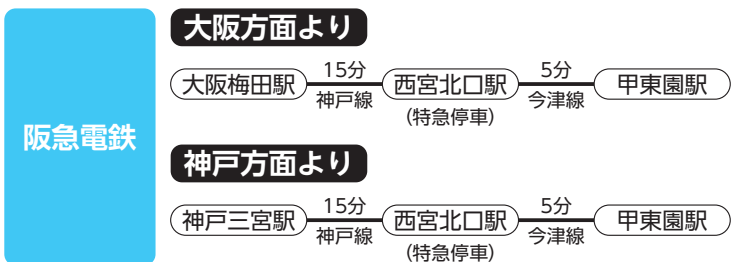 阪急電鉄
大阪方面より
大阪梅田駅 15分 神戸線 西宮北口駅 (特急停車) 5分 今津線 甲東園駅
神戸方面より
神戸三宮駅 15分 神戸線 西宮北口駅 (特急停車) 5分 今津線 甲東園駅